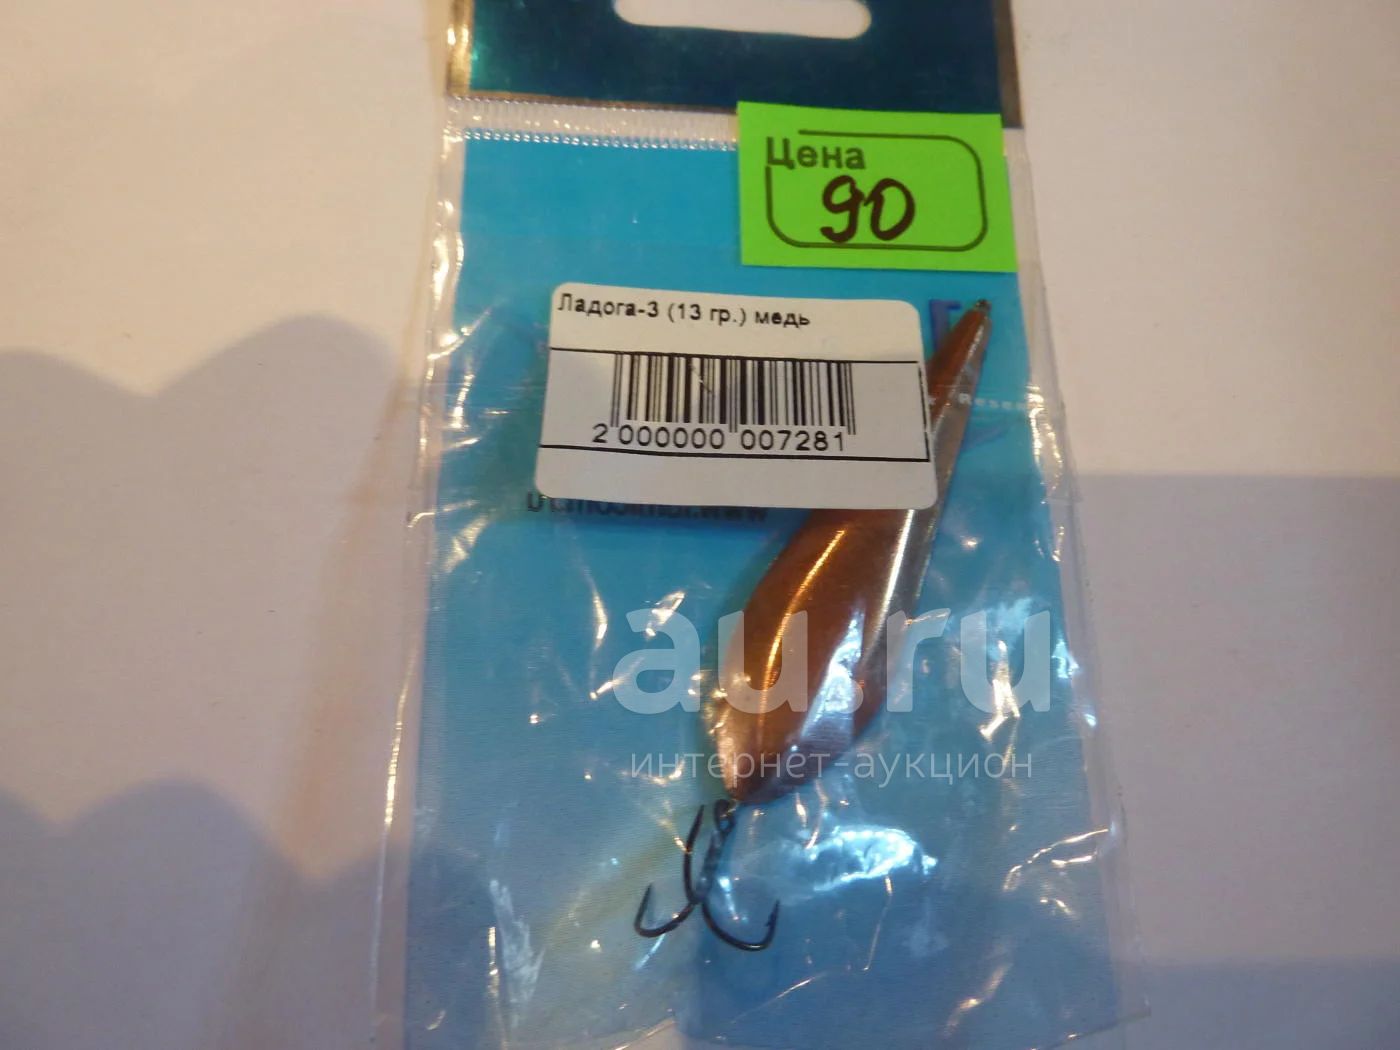 Цена
90
Ладога-3 (13 гр.) медь
2 000000 007281
au.ru
интернет-аукцион